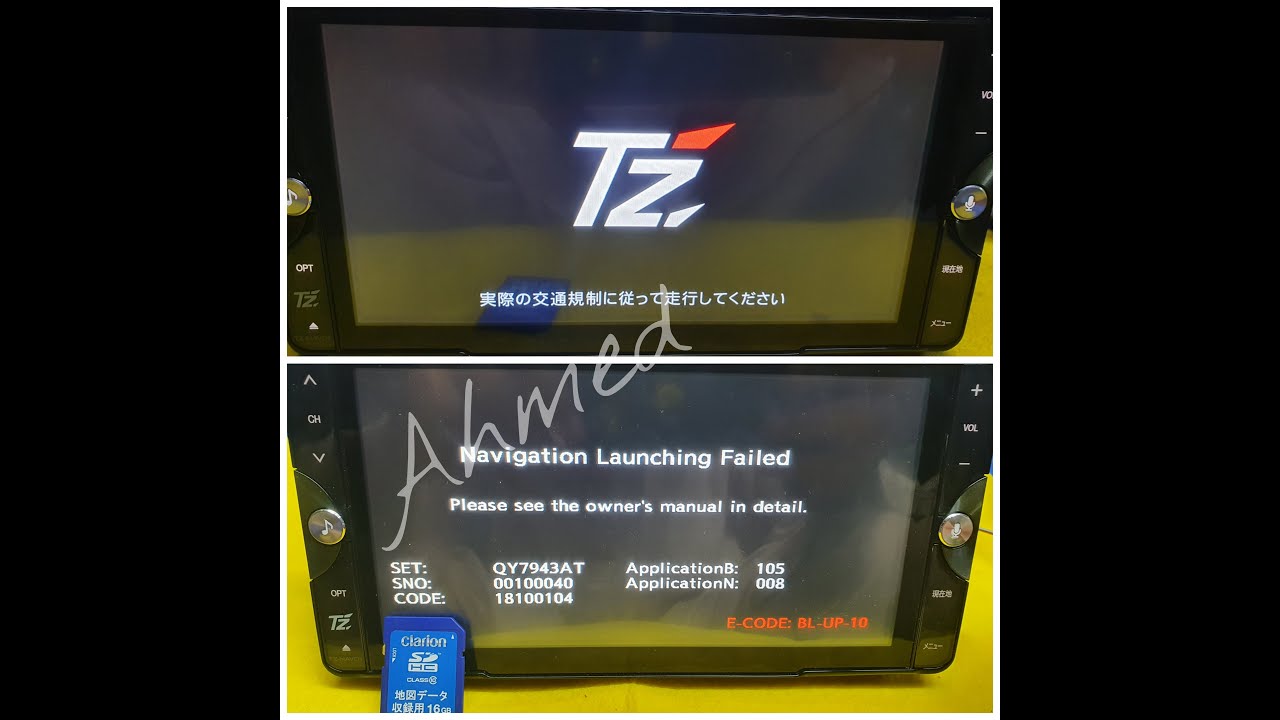 VO
TZ
OPT
現在地
TZ
実際の交通規制に従って走行してください
メニュー
Ahmed
CH
VOL
Navigation Launching Failed
Please see the owner's manual in detail.
SET: QY7943AT ApplicationB: 105
SNO: 00100040 ApplicationN: 008
CODE: 18100104
OPT
現在地
TZ
E-CODE: BL-UP-10
メニュー
clarion
SD
HC
CLASS⑩
地図データ
収録用16GB